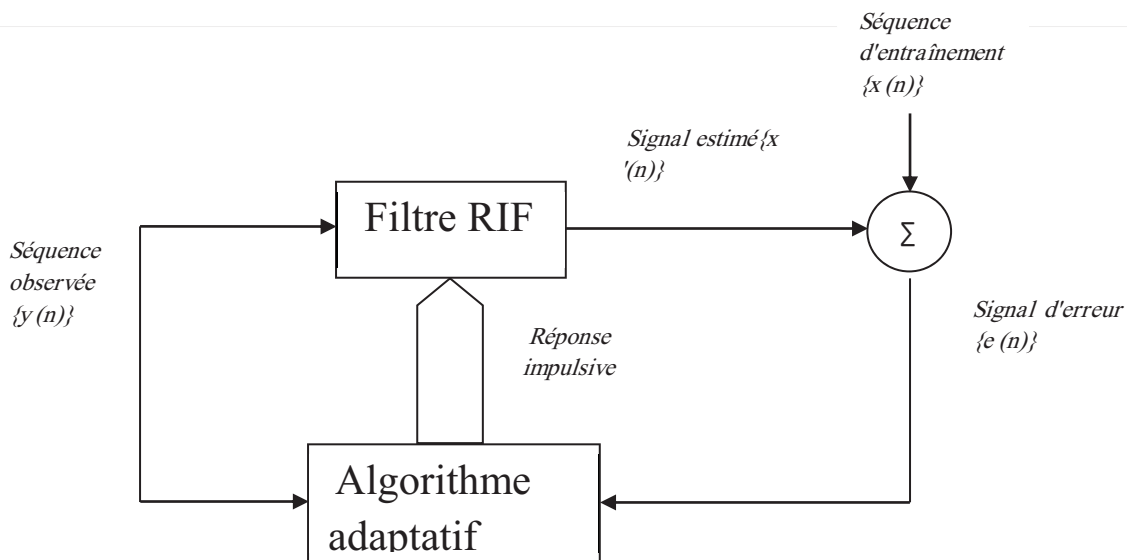 Séquence
d'entraînement
{x (n)}
Signal estimé{x
'(n)}
Filtre RIF
Σ
Séquence
observée
{y (n)}
Signal d'erreur
{e (n)}
Réponse
impulsive
Algorithme
adaptatif